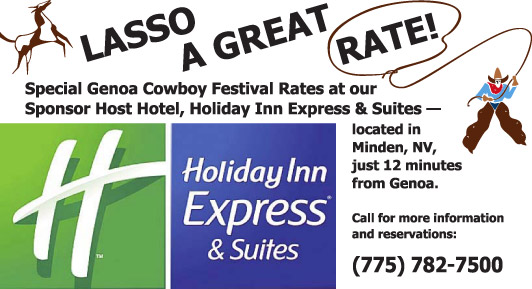 LASSO
A GREAT
RATE!
Special Genoa Cowboy Festival Rates at our
Sponsor Host Hotel, Holiday Inn Express & Suites —
located in
Minden, NV,
just 12 minutes
from Genoa.
Call for more information
and reservations:
(775) 782-7500
H
TM
Holiday Inn
Express®
& Suites